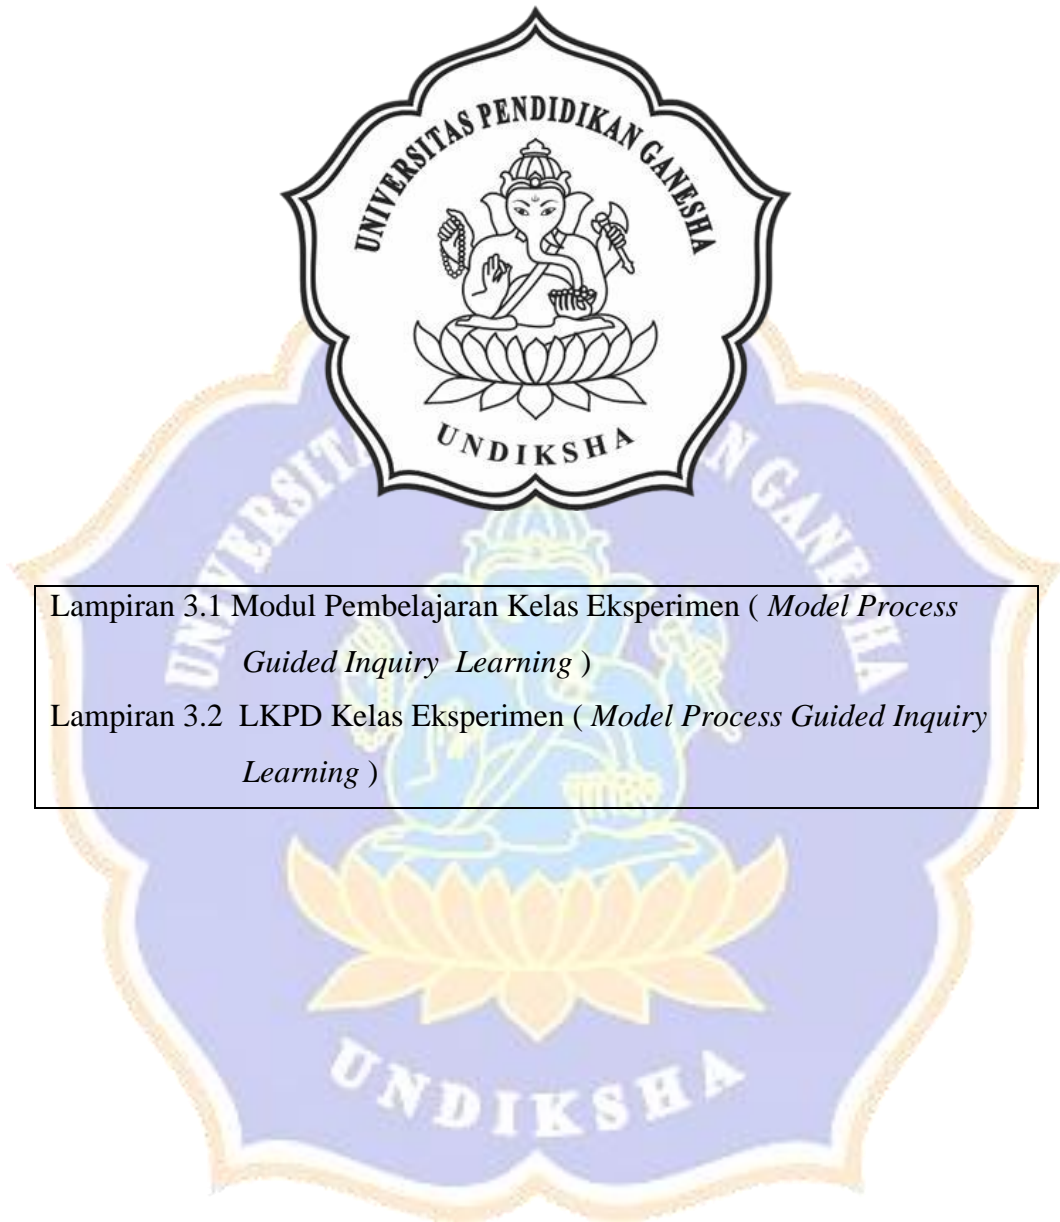 UNIVERSITAS PENDIDIKAN GANESHA
UNDIKSHA
Lampiran 3.1 Modul Pembelajaran Kelas Eksperimen ( Model Process
Guided Inquiry Learning )
Lampiran 3.2 LKPD Kelas Eksperimen ( Model Process Guided Inquiry
Learning )
UNDIKSHA